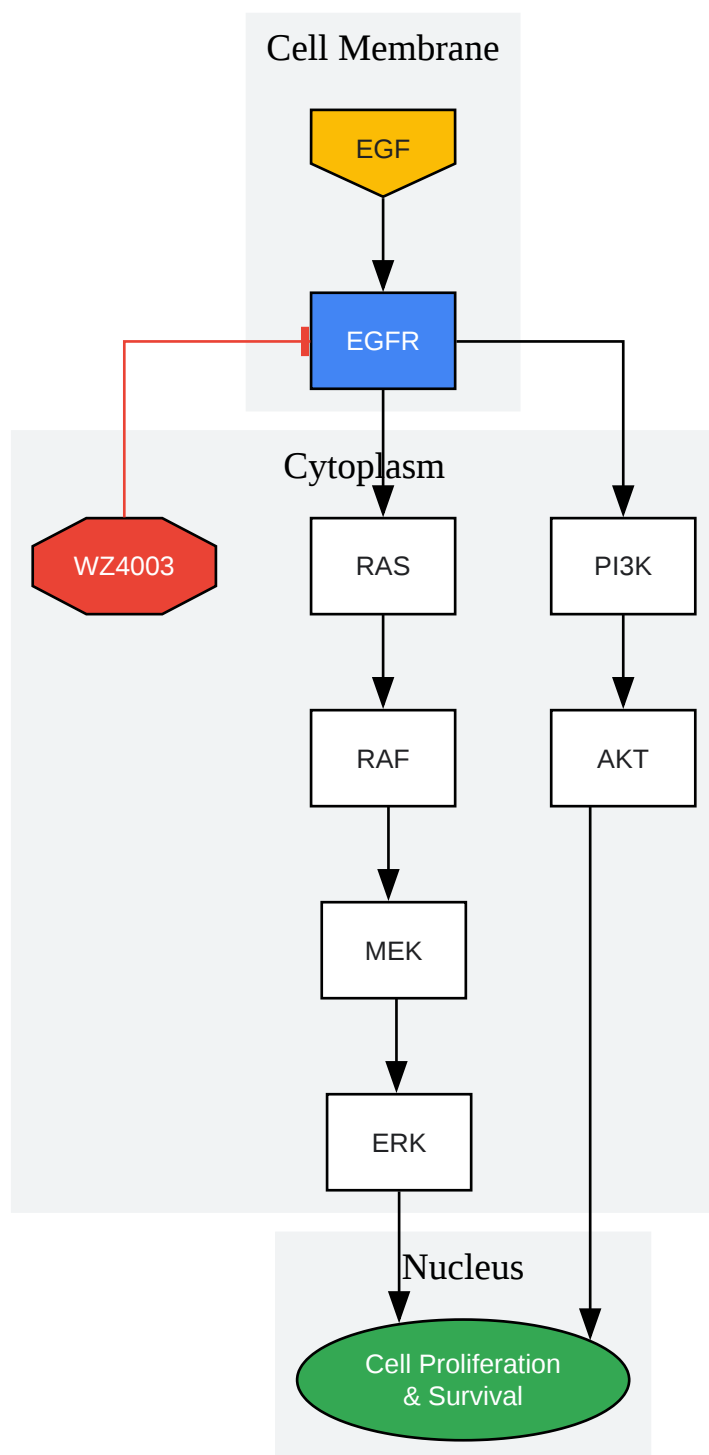 Cell Membrane
EGF
EGFR
Cytoplasm
WZ4003
RAS
PI3K
RAF
AKT
MEK
ERK
Nucleus
Cell Proliferation
& Survival